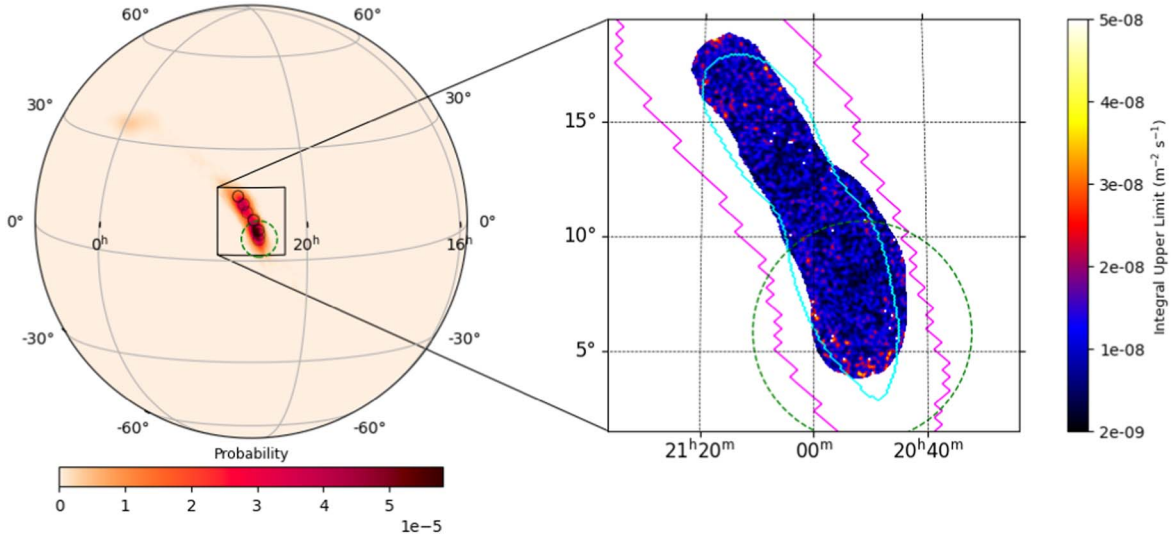 60° 60°
30° 30°
0° 0°
0ʰ 20ʰ 16ʰ
-30° -30°
-60° -60°
Probability
0 1 2 3 4 5
1e−5
15°
10°
5°
21ʰ20ᵐ 00ᵐ 20ʰ40ᵐ
5e-08
4e-08
3e-08
2e-08
1e-08
2e-09
Integral Upper Limit (m⁻² s⁻¹)